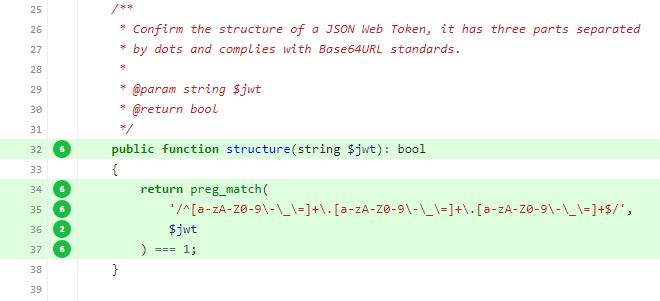 25 /**
26 * Confirm the structure of a JSON Web Token, it has three parts separated
27 * by dots and complies with Base64URL standards.
28 *
29 * @param string $jwt
30 * @return bool
31 */
32 6 public function structure(string $jwt): bool
33 {
34 6 return preg_match(
35 6 '/^[a-zA-Z0-9\-\_\=]+\.[a-zA-Z0-9\-\_\=]+\.[a-zA-Z0-9\-\_\=]+$/',
36 2 $jwt
37 6 ) === 1;
38 }
39